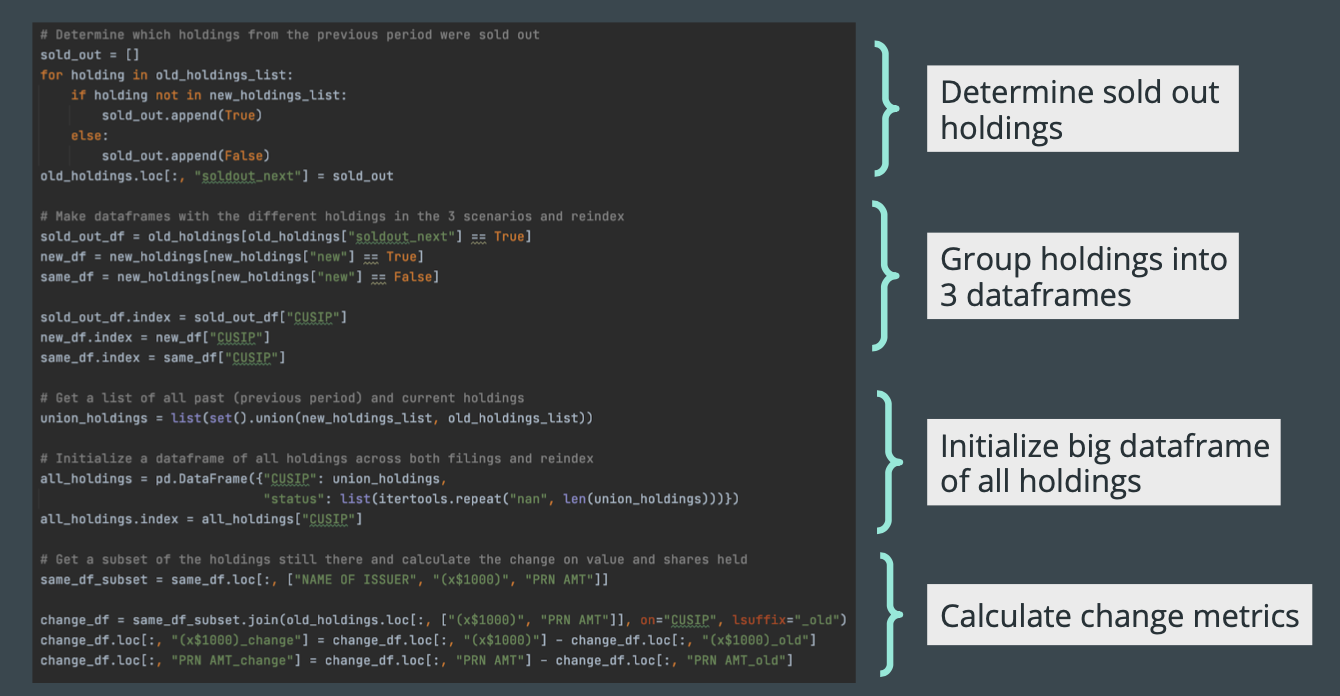 # Determine which holdings from the previous period were sold out
sold_out = []
for holding in old_holdings_list:
    if holding not in new_holdings_list:
        sold_out.append(True)
    else:
        sold_out.append(False)
old_holdings.loc[:, "soldout_next"] = sold_out
# Make dataframes with the different holdings in the 3 scenarios and reindex
sold_out_df = old_holdings[old_holdings["soldout_next"] == True]
new_df = new_holdings[new_holdings["new"] == True]
same_df = new_holdings[new_holdings["new"] == False]
sold_out_df.index = sold_out_df["CUSIP"]
new_df.index = new_df["CUSIP"]
same_df.index = same_df["CUSIP"]
# Get a list of all past (previous period) and current holdings
union_holdings = list(set().union(new_holdings_list, old_holdings_list))
# Initialize a dataframe of all holdings across both filings and reindex
all_holdings = pd.DataFrame({"CUSIP": union_holdings,
                             "status": list(itertools.repeat("nan", len(union_holdings)))})
all_holdings.index = all_holdings["CUSIP"]
# Get a subset of the holdings still there and calculate the change on value and shares held
same_df_subset = same_df.loc[:, ["NAME OF ISSUER", "(x$1000)", "PRN AMT"]]
change_df = same_df_subset.join(old_holdings.loc[:, ["(x$1000)", "PRN AMT"]], on="CUSIP", lsuffix="_old")
change_df.loc[:, "(x$1000)_change"] = change_df.loc[:, "(x$1000)"] - change_df.loc[:, "(x$1000)_old"]
change_df.loc[:, "PRN AMT_change"] = change_df.loc[:, "PRN AMT"] - change_df.loc[:, "PRN AMT_old"]
Determine sold out
holdings
Group holdings into
3 dataframes
Initialize big dataframe
of all holdings
Calculate change metrics